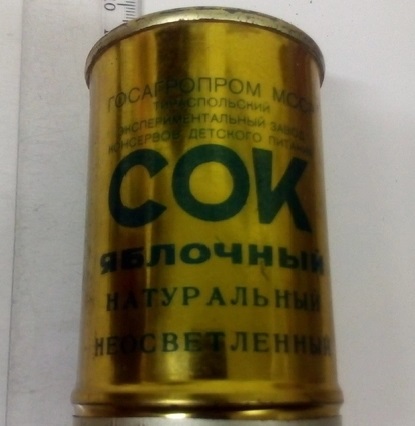 ГОСАГРОПРОМ МССР
ТИРАСПОЛЬСКИЙ
ЭКСПЕРИМЕНТАЛЬНЫЙ ЗАВОД
КОНСЕРВОВ ДЕТСКОГО ПИТАНИЯ
СОК
ЯБЛОЧНЫЙ
НАТУРАЛЬНЫЙ
НЕОСВЕТЛЕННЫЙ